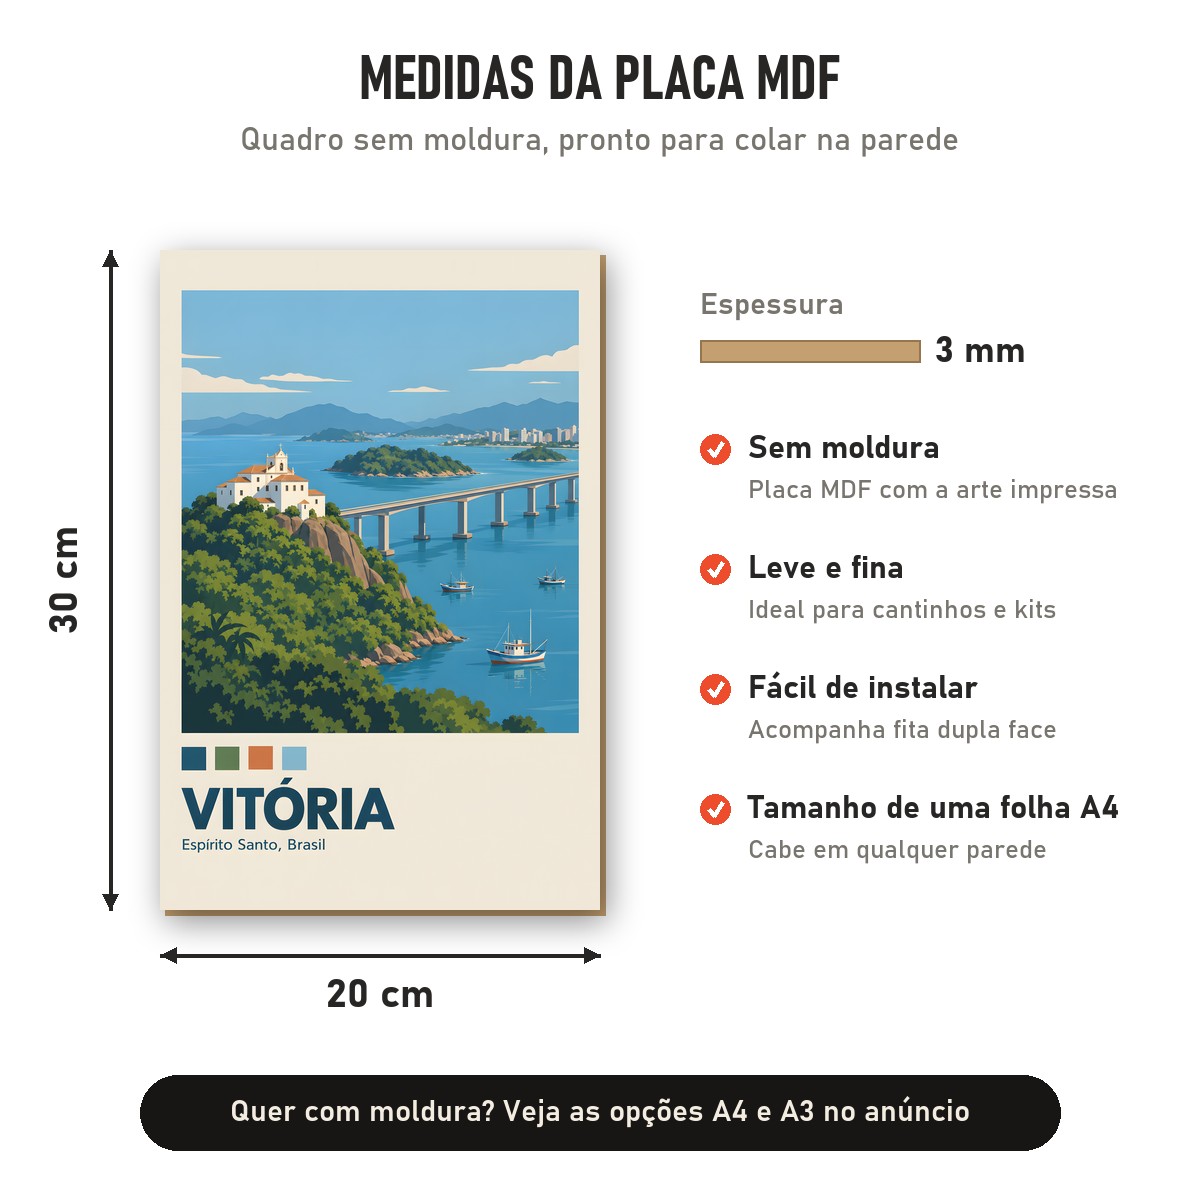 MEDIDAS DA PLACA MDF
Quadro sem moldura, pronto para colar na parede
30 cm
VITÓRIA
Espírito Santo, Brasil
20 cm
Espessura
3 mm
Sem moldura
Placa MDF com a arte impressa
Leve e fina
Ideal para cantinhos e kits
Fácil de instalar
Acompanha fita dupla face
Tamanho de uma folha A4
Cabe em qualquer parede
Quer com moldura? Veja as opções A4 e A3 no anúncio